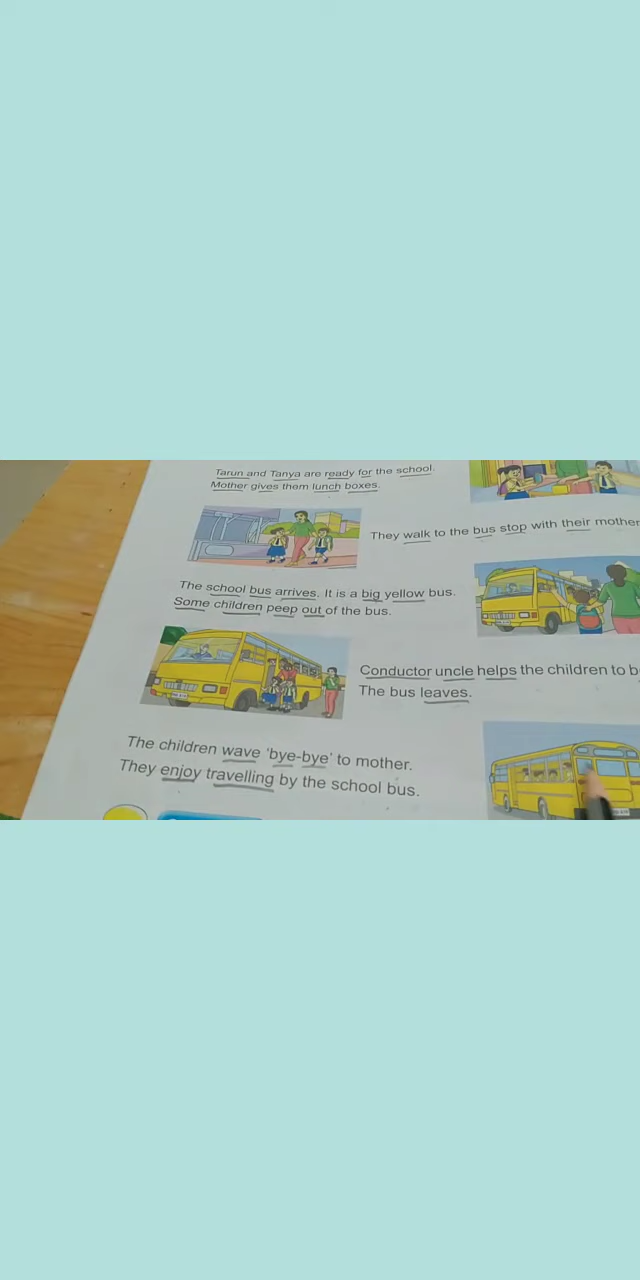 Tarun and Tanya are ready for the school.
Mother gives them lunch boxes.
They walk to the bus stop with their mother
The school bus arrives. It is a big yellow bus.
Some children peep out of the bus.
Conductor uncle helps the children to b
The bus leaves.
The children wave ‘bye-bye’ to mother.
They enjoy travelling by the school bus.